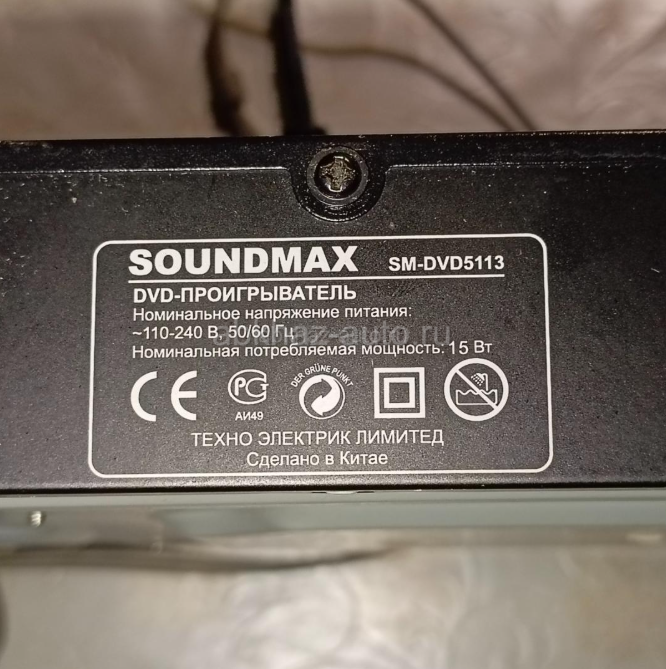 SOUNDMAX SM-DVD5113
DVD-ПРОИГРЫВАТЕЛЬ
Номинальное напряжение питания:
~110-240 В, 50/60 Гц
Номинальная потребляемая мощность: 15 Вт
CE РСТ DER GRÜNE PUNKT
АИ49
ТЕХНО ЭЛЕКТРИК ЛИМИТЕД
Сделано в Китае